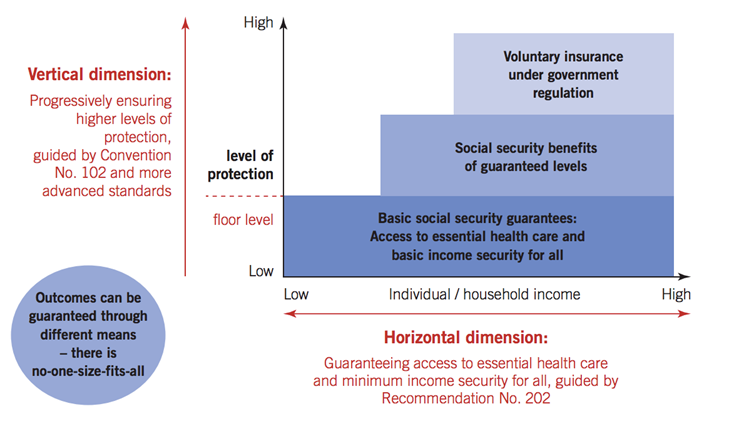 High
Vertical dimension:
Progressively ensuring
higher levels of
protection,
guided by Convention
No. 102 and more
advanced standards
Voluntary insurance
under government
regulation
level of
protection
Social security benefits
of guaranteed levels
floor level
Basic social security guarantees:
Access to essential health care and
basic income security for all
Low
Low
Individual / household income
High
Outcomes can be
guaranteed through
different means
– there is
no-one-size-fits-all
Horizontal dimension:
Guaranteeing access to essential health care
and minimum income security for all, guided by
Recommendation No. 202